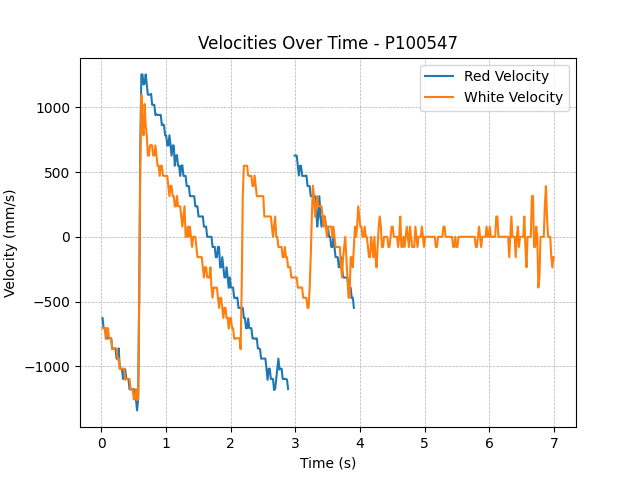 Velocities Over Time - P100547
Red Velocity
White Velocity
1000
500
0
−500
−1000
Velocity (mm/s)
0 1 2 3 4 5 6 7
Time (s)